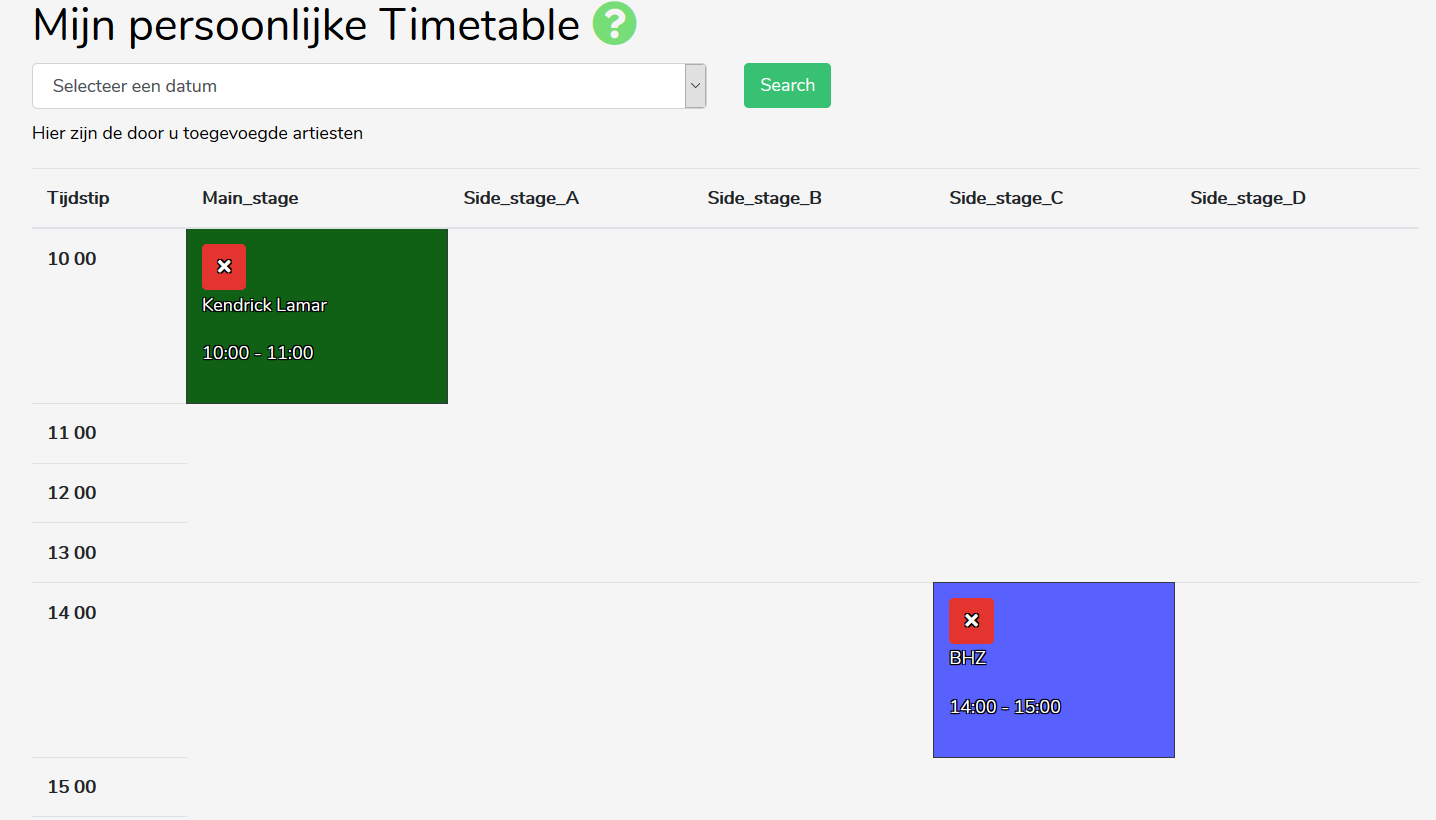 Mijn persoonlijke Timetable ?
Selecteer een datum
Search
Hier zijn de door u toegevoegde artiesten
Tijdstip Main_stage Side_stage_A Side_stage_B Side_stage_C Side_stage_D
10 00
Kendrick Lamar
10:00 - 11:00
11 00
12 00
13 00
14 00
BHZ
14:00 - 15:00
15 00